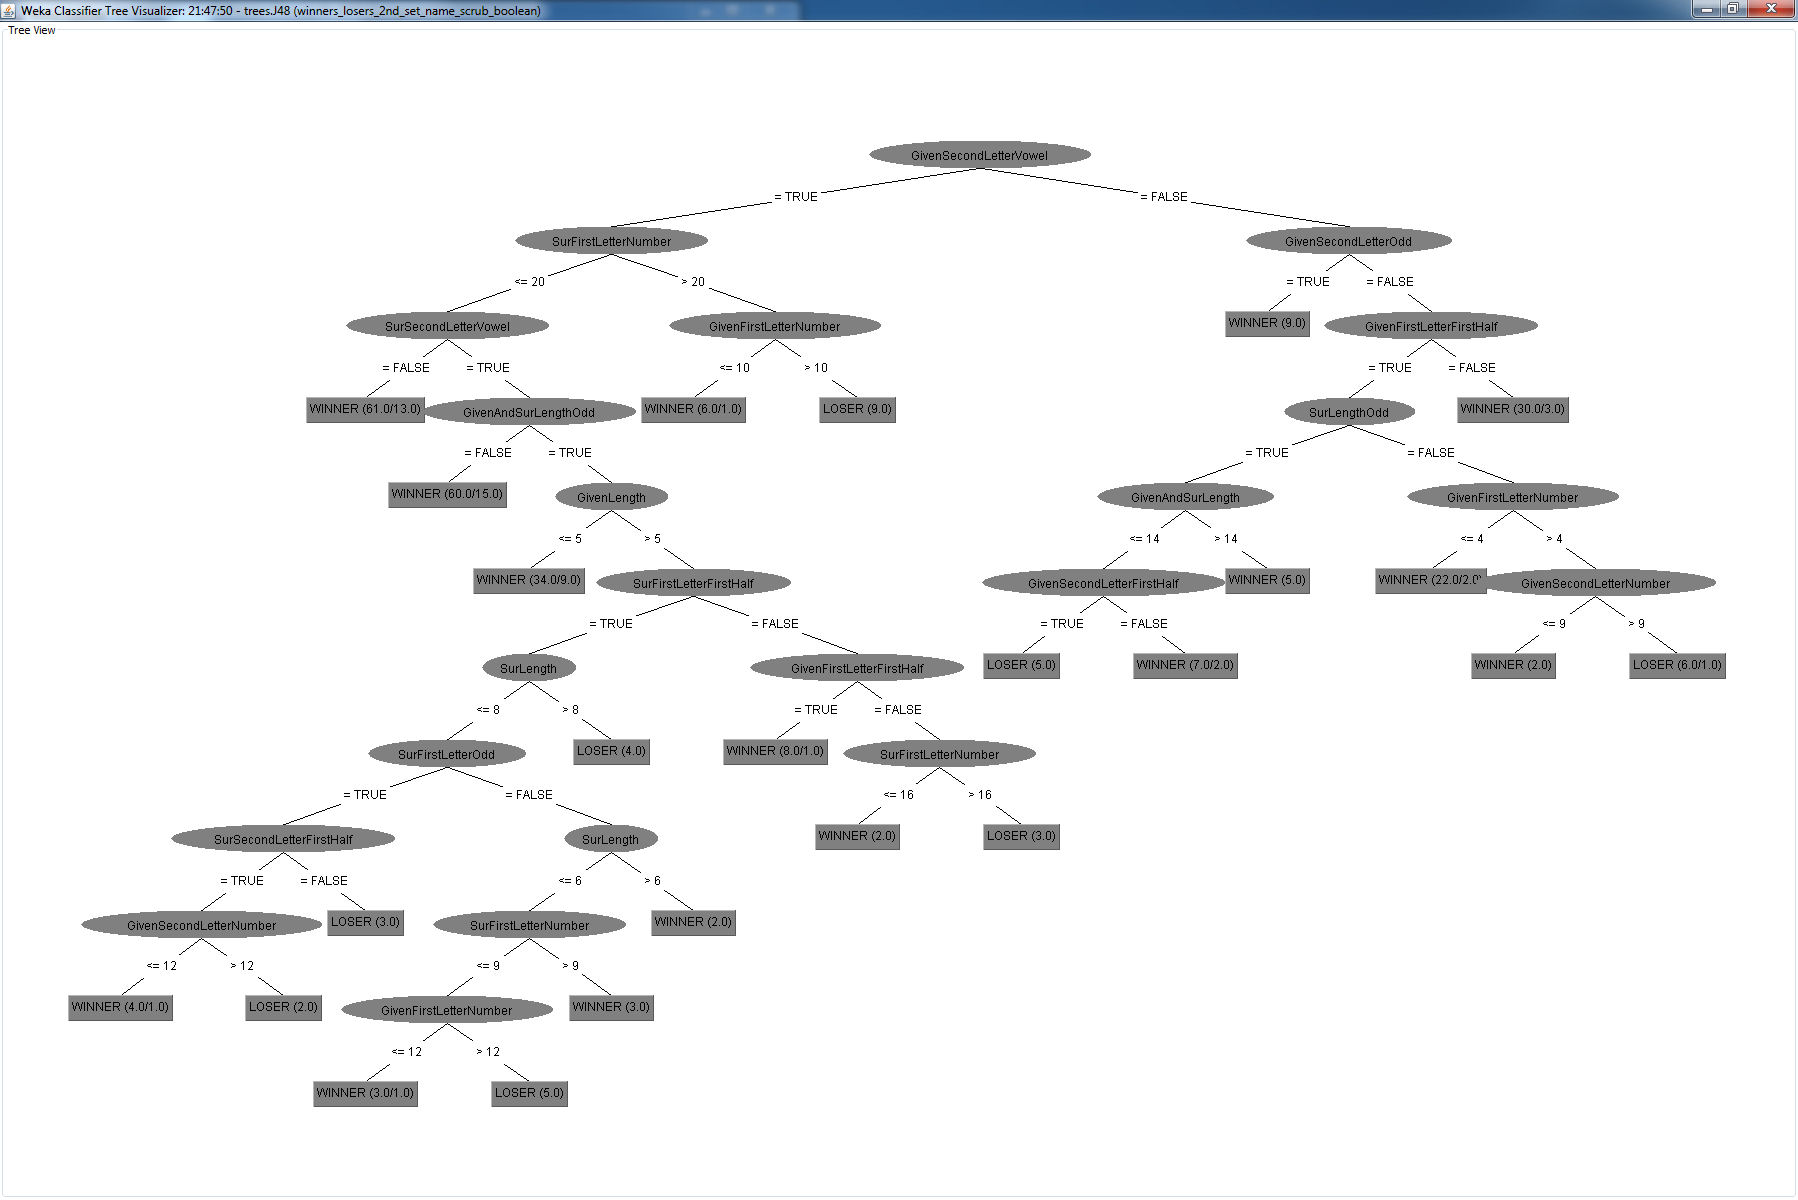 Weka Classifier Tree Visualizer: 21:47:50 - trees.J48 (winners_losers_2nd_set_name_scrub_boolean)
Tree View
GivenSecondLetterVowel
= TRUE
= FALSE
SurFirstLetterNumber
GivenSecondLetterOdd
<= 20
> 20
= TRUE
= FALSE
SurSecondLetterVowel
GivenFirstLetterNumber
WINNER (9.0)
GivenFirstLetterFirstHalf
= FALSE
= TRUE
<= 10
> 10
= TRUE
= FALSE
WINNER (61.0/13.0)
GivenAndSurLengthOdd
WINNER (6.0/1.0)
LOSER (9.0)
SurLengthOdd
WINNER (30.0/3.0)
= FALSE
= TRUE
= TRUE
= FALSE
WINNER (60.0/15.0)
GivenLength
GivenAndSurLength
GivenFirstLetterNumber
<= 5
> 5
<= 14
> 14
<= 4
> 4
WINNER (34.0/9.0)
SurFirstLetterFirstHalf
GivenSecondLetterFirstHalf
WINNER (5.0)
WINNER (22.0/2.0
GivenSecondLetterNumber
= TRUE
= FALSE
= TRUE
= FALSE
<= 9
> 9
SurLength
GivenFirstLetterFirstHalf
LOSER (5.0)
WINNER (7.0/2.0)
WINNER (2.0)
LOSER (6.0/1.0)
<= 8
> 8
= TRUE
= FALSE
SurFirstLetterOdd
LOSER (4.0)
WINNER (8.0/1.0)
SurFirstLetterNumber
= TRUE
= FALSE
<= 16
> 16
SurSecondLetterFirstHalf
SurLength
WINNER (2.0)
LOSER (3.0)
= TRUE
= FALSE
<= 6
> 6
GivenSecondLetterNumber
LOSER (3.0)
SurFirstLetterNumber
WINNER (2.0)
<= 12
> 12
<= 9
> 9
WINNER (4.0/1.0)
LOSER (2.0)
GivenFirstLetterNumber
WINNER (3.0)
<= 12
> 12
WINNER (3.0/1.0)
LOSER (5.0)